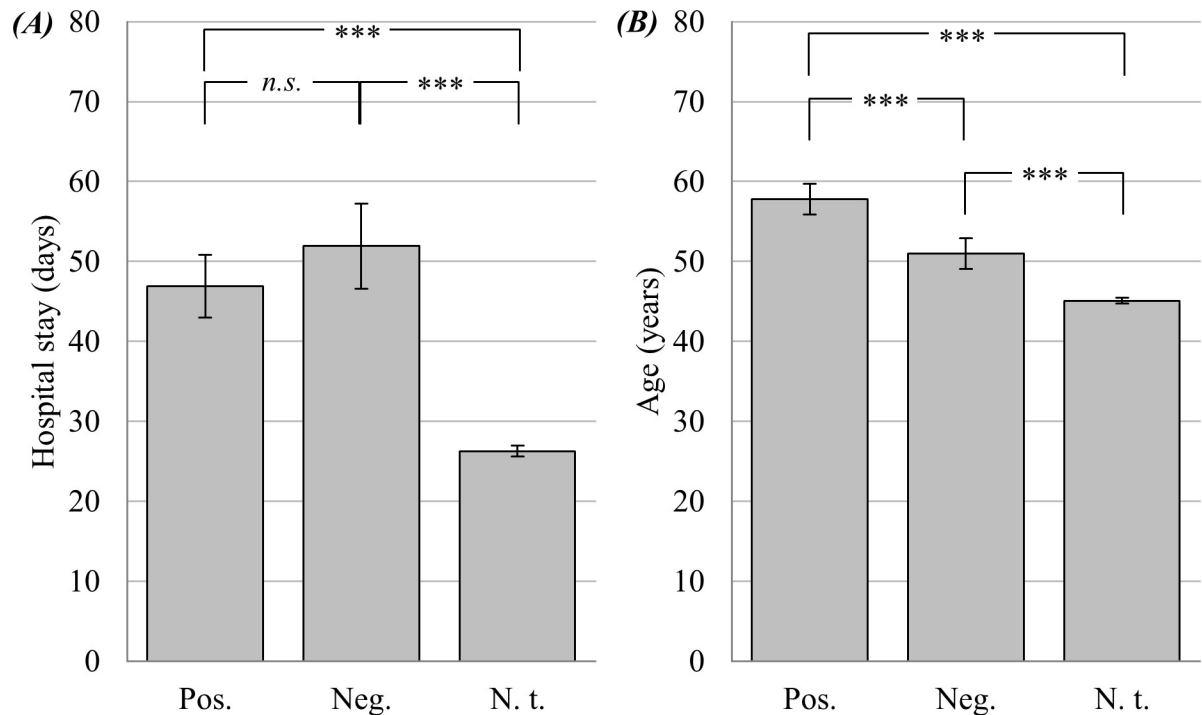 (A)
Hospital stay (days)
80
70
60
50
40
30
20
10
0
***
n.s.
***
Pos.
Neg.
N. t.
(B)
Age (years)
80
70
60
50
40
30
20
10
0
***
***
***
Pos.
Neg.
N. t.